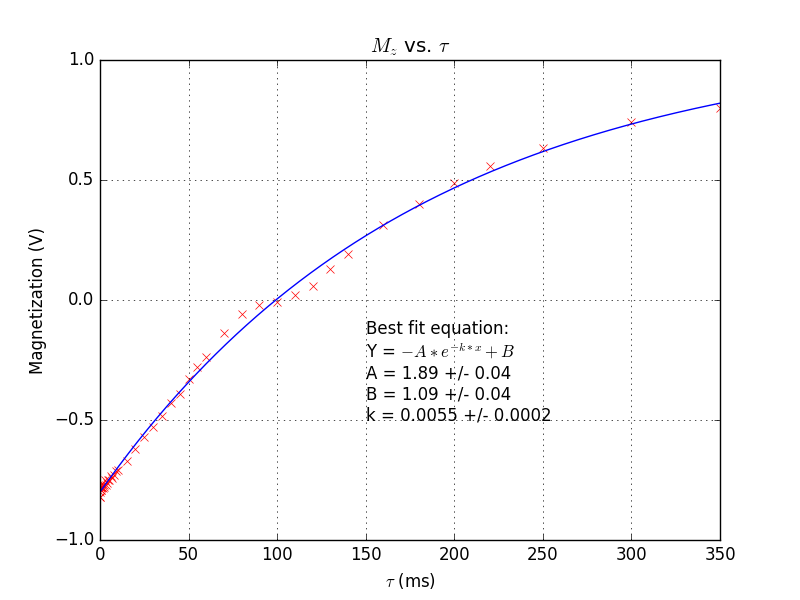 M_z vs. τ
Magnetization (V)
1.0
0.5
0.0
−0.5
−1.0
Best fit equation:
Y = −A∗e^{−k∗x}+B
A = 1.89 +/- 0.04
B = 1.09 +/- 0.04
k = 0.0055 +/- 0.0002
0 50 100 150 200 250 300 350
τ (ms)